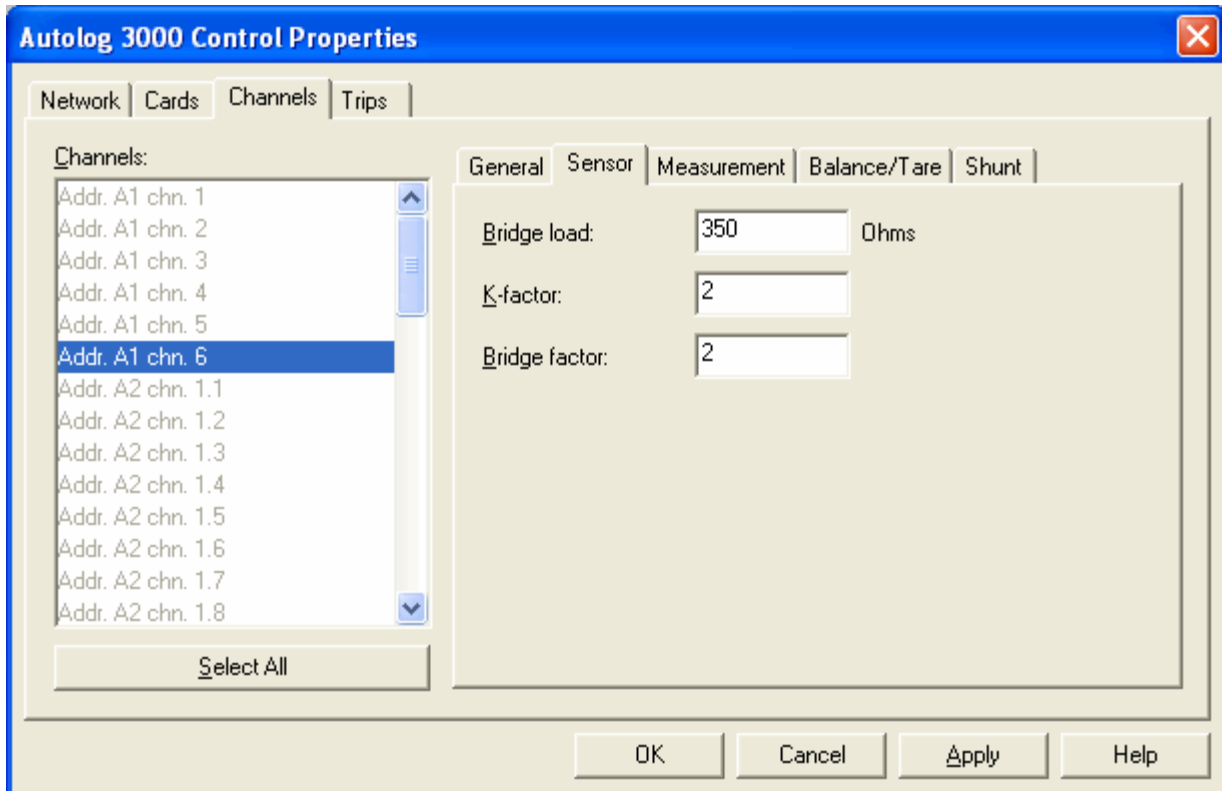 Autolog 3000 Control Properties
Network Cards Channels Trips
Channels:
Addr. A1 chn. 1
Addr. A1 chn. 2
Addr. A1 chn. 3
Addr. A1 chn. 4
Addr. A1 chn. 5
Addr. A1 chn. 6
Addr. A2 chn. 1.1
Addr. A2 chn. 1.2
Addr. A2 chn. 1.3
Addr. A2 chn. 1.4
Addr. A2 chn. 1.5
Addr. A2 chn. 1.6
Addr. A2 chn. 1.7
Addr. A2 chn. 1.8
Select All
General Sensor Measurement Balance/Tare Shunt
Bridge load: 350 Ohms
K-factor: 2
Bridge factor: 2
OK Cancel Apply Help